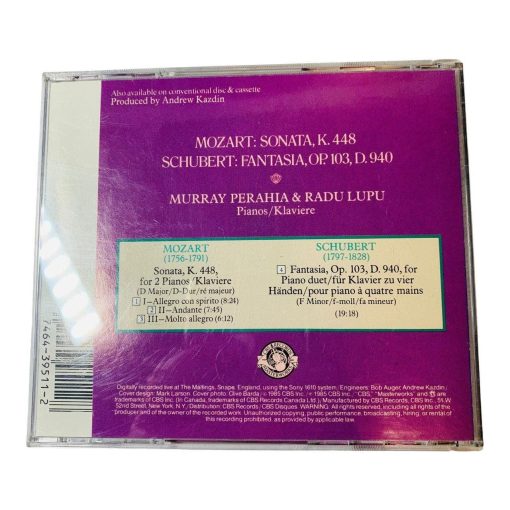 Also available on conventional disc & cassette
Produced by Andrew Kazdin
MOZART: SONATA, K. 448
SCHUBERT: FANTASIA, OP. 103, D. 940
MURRAY PERAHIA & RADU LUPU
Pianos/Klaviere
MOZART
(1756-1791)
Sonata, K. 448,
for 2 Pianos/Klaviere
(D Major/D-Dur/ré majeur)
1 I—Allegro con spirito (8:24)
2 II—Andante (7:45)
3 III—Molto allegro (6:12)
SCHUBERT
(1797-1828)
4 Fantasia, Op. 103, D. 940, for
Piano duet/für Klavier zu vier
Händen/pour piano à quatre mains
(F Minor/f-moll/fa mineur)
(19:18)
7464-39511-2
Digitally recorded live at The Maltings, Snape, England, using the Sony 1610 system; Engineers: Bob Auger, Andrew Kazdin
Cover design: Mark Larson. Cover photo: Clive Barda / © 1985 CBS Inc. / ℗ 1985 CBS Inc. / "CBS," "Masterworks" and are
trademarks of CBS Inc. (In Canada, trademarks of CBS Records Canada Ltd.) / Manufactured by CBS Records, CBS Inc., 51 W.
52nd Street, New York, N.Y. / Distribution: CBS Records / CBS Disques WARNING: All rights reserved, including all rights of the
producer and of the owner of the recorded work. Unauthorized copying, public performance, broadcasting, hiring, or rental of
this recording prohibited, as provided by applicable law.